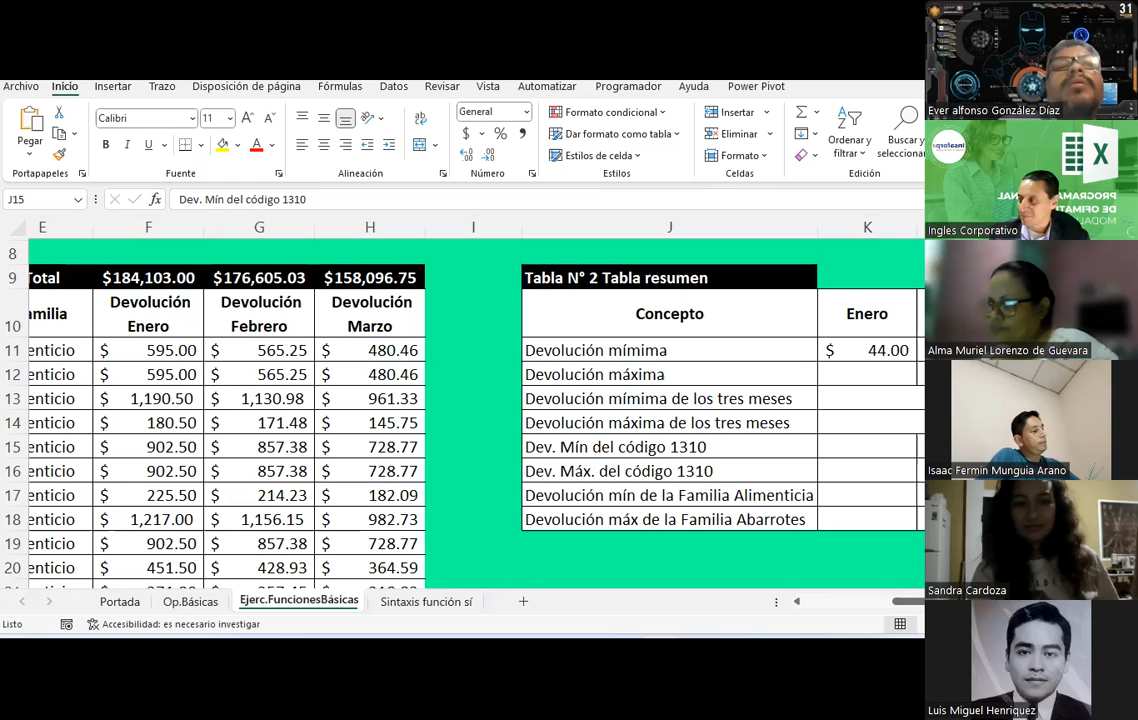 Archivo Inicio Insertar Trazo Disposición de página Fórmulas Datos Revisar Vista Automatizar Programador Ayuda Power Pivot
Pegar
Portapapeles
Calibri 11
N K S
Fuente
Alineación
General
$ % ,
Número
Formato condicional
Dar formato como tabla
Estilos de celda
Estilos
Insertar
Eliminar
Formato
Celdas
Ordenar y
filtrar
Buscar y
seleccionar
Edición
J15 fx Dev. Mín del código 1310
E F G H I J K
8
9 Total $184,103.00 $176,605.03 $158,096.75 Tabla N° 2 Tabla resumen
10 amilia Devolución Enero Devolución Febrero Devolución Marzo Concepto Enero
11 enticio $ 595.00 $ 565.25 $ 480.46 Devolución mímima $ 44.00
12 enticio $ 595.00 $ 565.25 $ 480.46 Devolución máxima
13 enticio $ 1,190.50 $ 1,130.98 $ 961.33 Devolución mímima de los tres meses
14 enticio $ 180.50 $ 171.48 $ 145.75 Devolución máxima de los tres meses
15 enticio $ 902.50 $ 857.38 $ 728.77 Dev. Mín del código 1310
16 enticio $ 902.50 $ 857.38 $ 728.77 Dev. Máx. del código 1310
17 enticio $ 225.50 $ 214.23 $ 182.09 Devolución mín de la Familia Alimenticia
18 enticio $ 1,217.00 $ 1,156.15 $ 982.73 Devolución máx de la Familia Abarrotes
19 enticio $ 902.50 $ 857.38 $ 728.77
20 enticio $ 451.50 $ 428.93 $ 364.59
Portada Op.Básicas Ejerc.FuncionesBásicas Sintaxis función sí
Listo Accesibilidad: es necesario investigar
31
Ever alfonso González Díaz
PROGRAMA
DE OFIMATI
MODAL
Ingles Corporativo
Alma Muriel Lorenzo de Guevara
Isaac Fermin Munguia Arano
Sandra Cardoza
Luis Miguel Henriquez